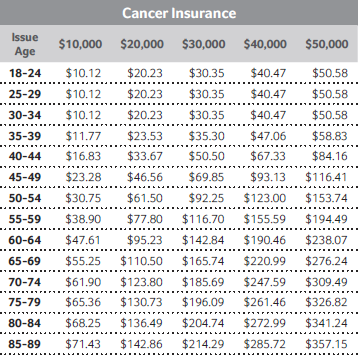 Cancer Insurance
Issue Age $10,000 $20,000 $30,000 $40,000 $50,000
18-24 $10.12 $20.23 $30.35 $40.47 $50.58
25-29 $10.12 $20.23 $30.35 $40.47 $50.58
30-34 $10.12 $20.23 $30.35 $40.47 $50.58
35-39 $11.77 $23.53 $35.30 $47.06 $58.83
40-44 $16.83 $33.67 $50.50 $67.33 $84.16
45-49 $23.28 $46.56 $69.85 $93.13 $116.41
50-54 $30.75 $61.50 $92.25 $123.00 $153.74
55-59 $38.90 $77.80 $116.70 $155.59 $194.49
60-64 $47.61 $95.23 $142.84 $190.46 $238.07
65-69 $55.25 $110.50 $165.74 $220.99 $276.24
70-74 $61.90 $123.80 $185.69 $247.59 $309.49
75-79 $65.36 $130.73 $196.09 $261.46 $326.82
80-84 $68.25 $136.49 $204.74 $272.99 $341.24
85-89 $71.43 $142.86 $214.29 $285.72 $357.15